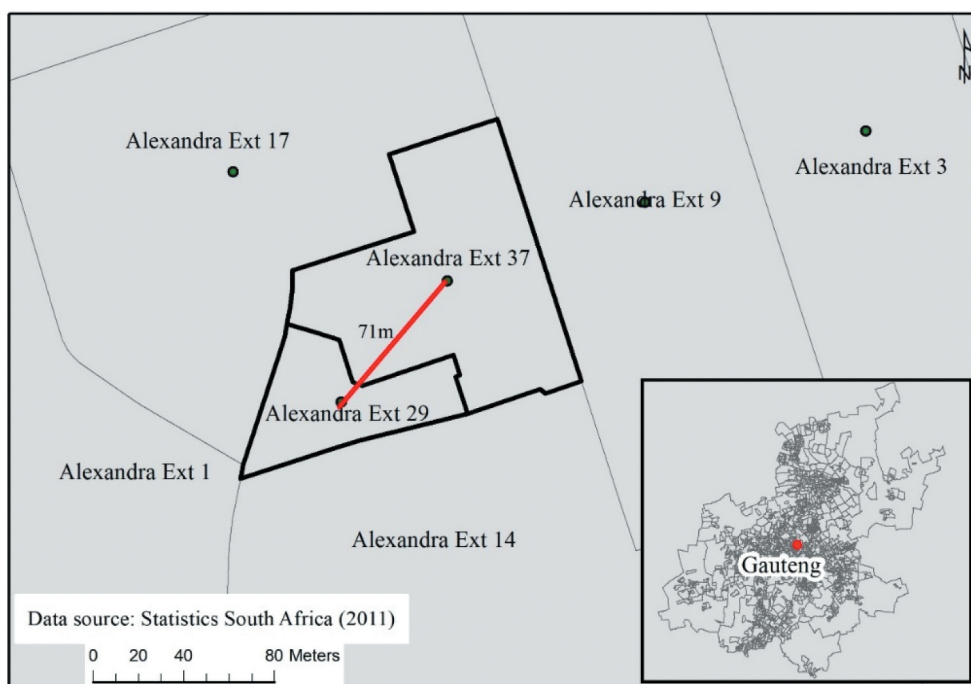 N
Alexandra Ext 17
Alexandra Ext 3
Alexandra Ext 9
Alexandra Ext 37
71m
Alexandra Ext 29
Alexandra Ext 1
Alexandra Ext 14
Gauteng
Data source: Statistics South Africa (2011)
0 20 40 80 Meters